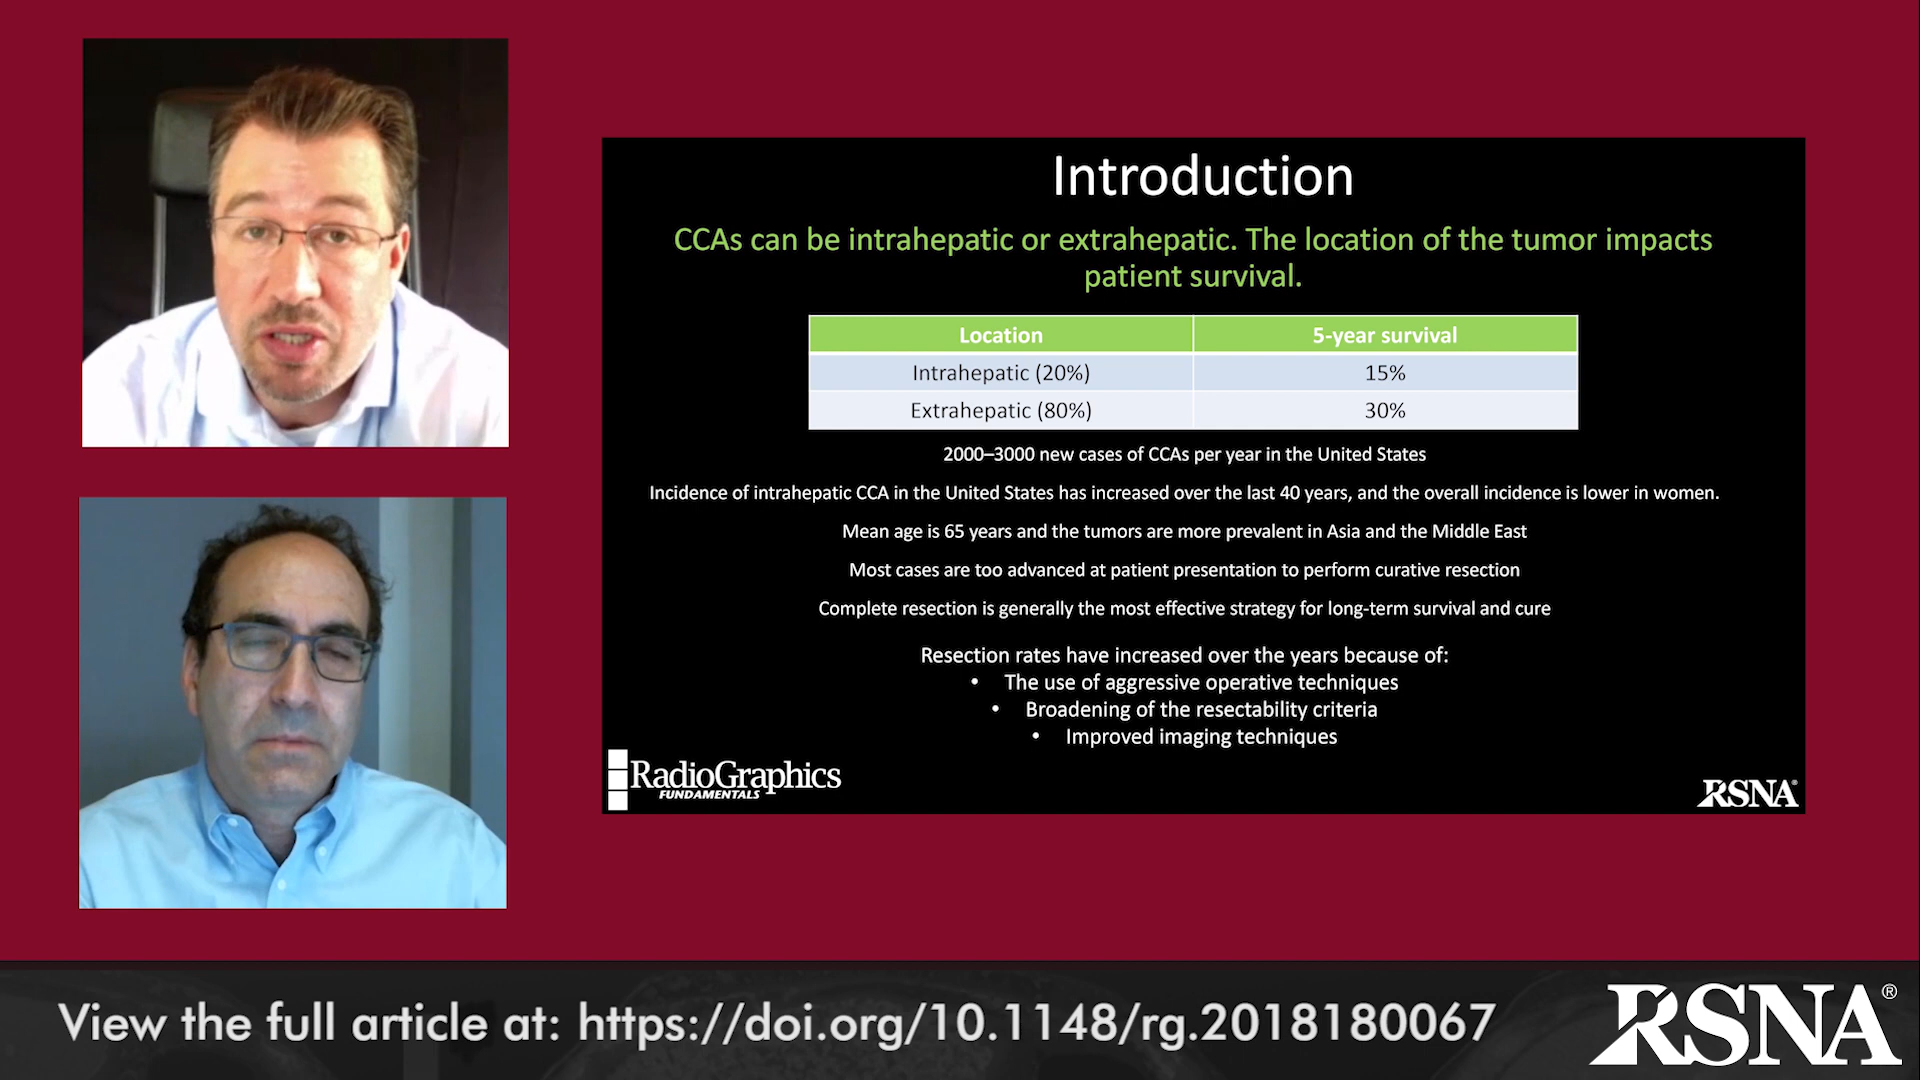 Introduction
CCAs can be intrahepatic or extrahepatic. The location of the tumor impacts
patient survival.
Location 5-year survival
Intrahepatic (20%) 15%
Extrahepatic (80%) 30%
2000–3000 new cases of CCAs per year in the United States
Incidence of intrahepatic CCA in the United States has increased over the last 40 years, and the overall incidence is lower in women.
Mean age is 65 years and the tumors are more prevalent in Asia and the Middle East
Most cases are too advanced at patient presentation to perform curative resection
Complete resection is generally the most effective strategy for long-term survival and cure
Resection rates have increased over the years because of:
• The use of aggressive operative techniques
• Broadening of the resectability criteria
• Improved imaging techniques
RadioGraphics
FUNDAMENTALS
RSNA®
View the full article at: https://doi.org/10.1148/rg.2018180067
RSNA®